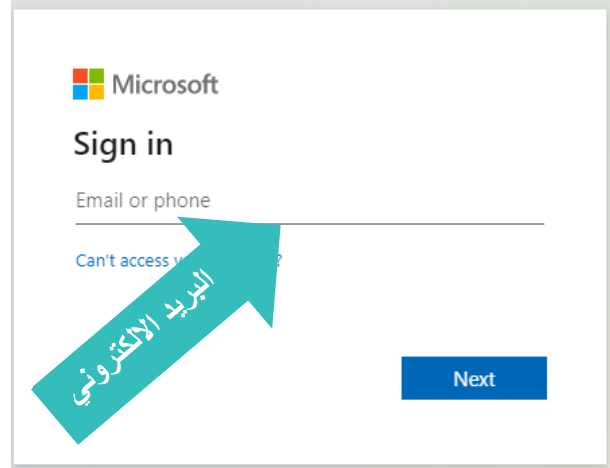 Microsoft
Sign in
Email or phone
Can't access ?
البريد الالكتروني
Next